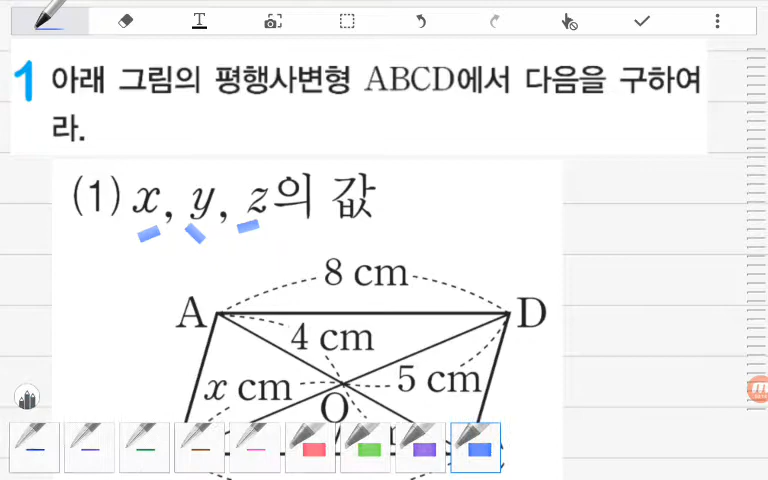 1 아래 그림의 평행사변형 ABCD에서 다음을 구하여
라.
(1) x, y, z의 값
8 cm
A
D
4 cm
x cm
5 cm
O